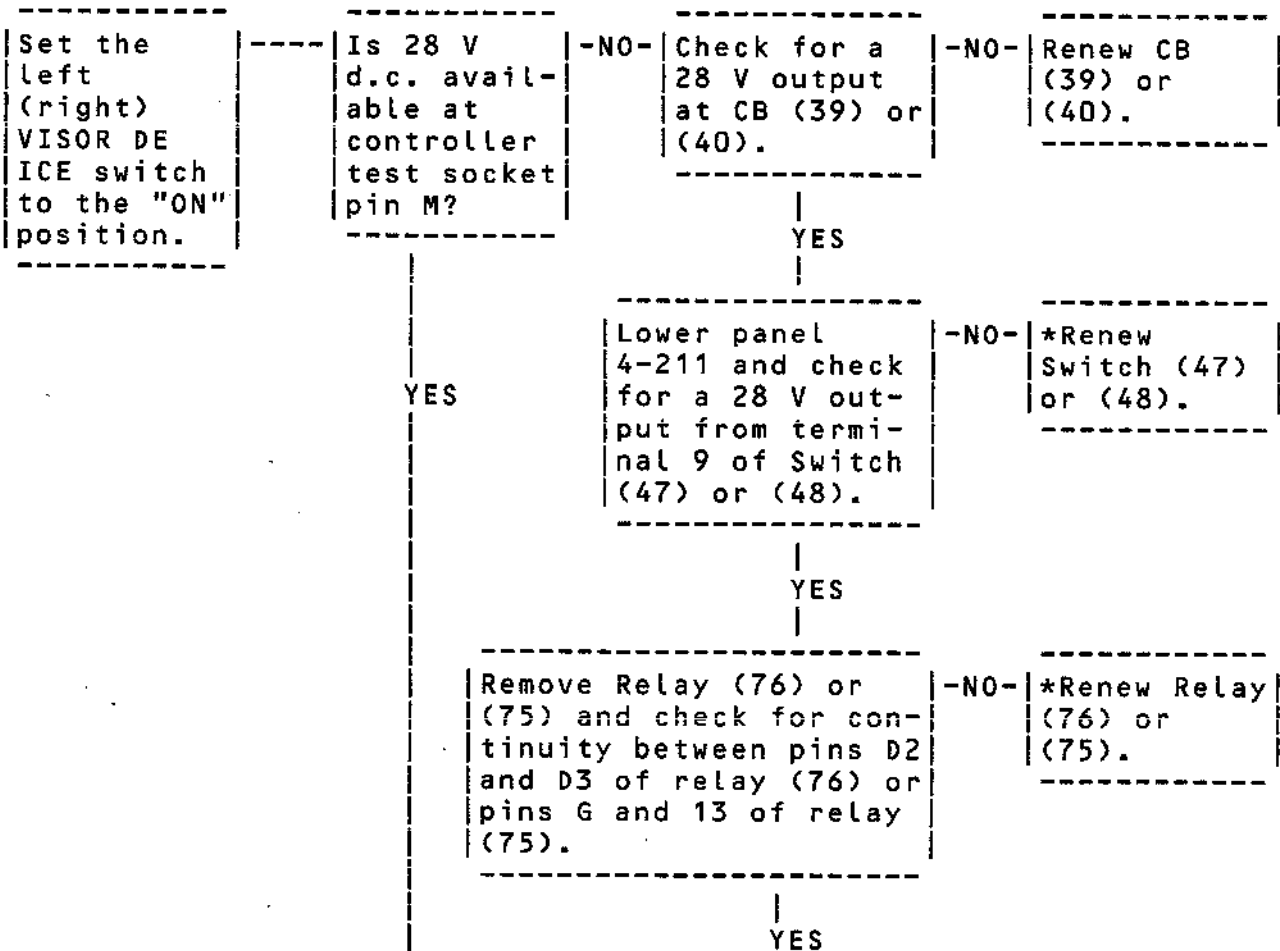 Set the
left
(right)
VISOR DE
ICE switch
to the "ON"
position.
Is 28 V
d.c. avail-
able at
controller
test socket
pin M?
-NO-
Check for a
28 V output
at CB (39) or
(40).
-NO-
Renew CB
(39) or
(40).
YES
YES
Lower panel
4-211 and check
for a 28 V out-
put from termi-
nal 9 of Switch
(47) or (48).
-NO-
*Renew
Switch (47)
or (48).
YES
Remove Relay (76) or
(75) and check for con-
tinuity between pins D2
and D3 of relay (76) or
pins G and 13 of relay
(75).
-NO-
*Renew Relay
(76) or
(75).
YES